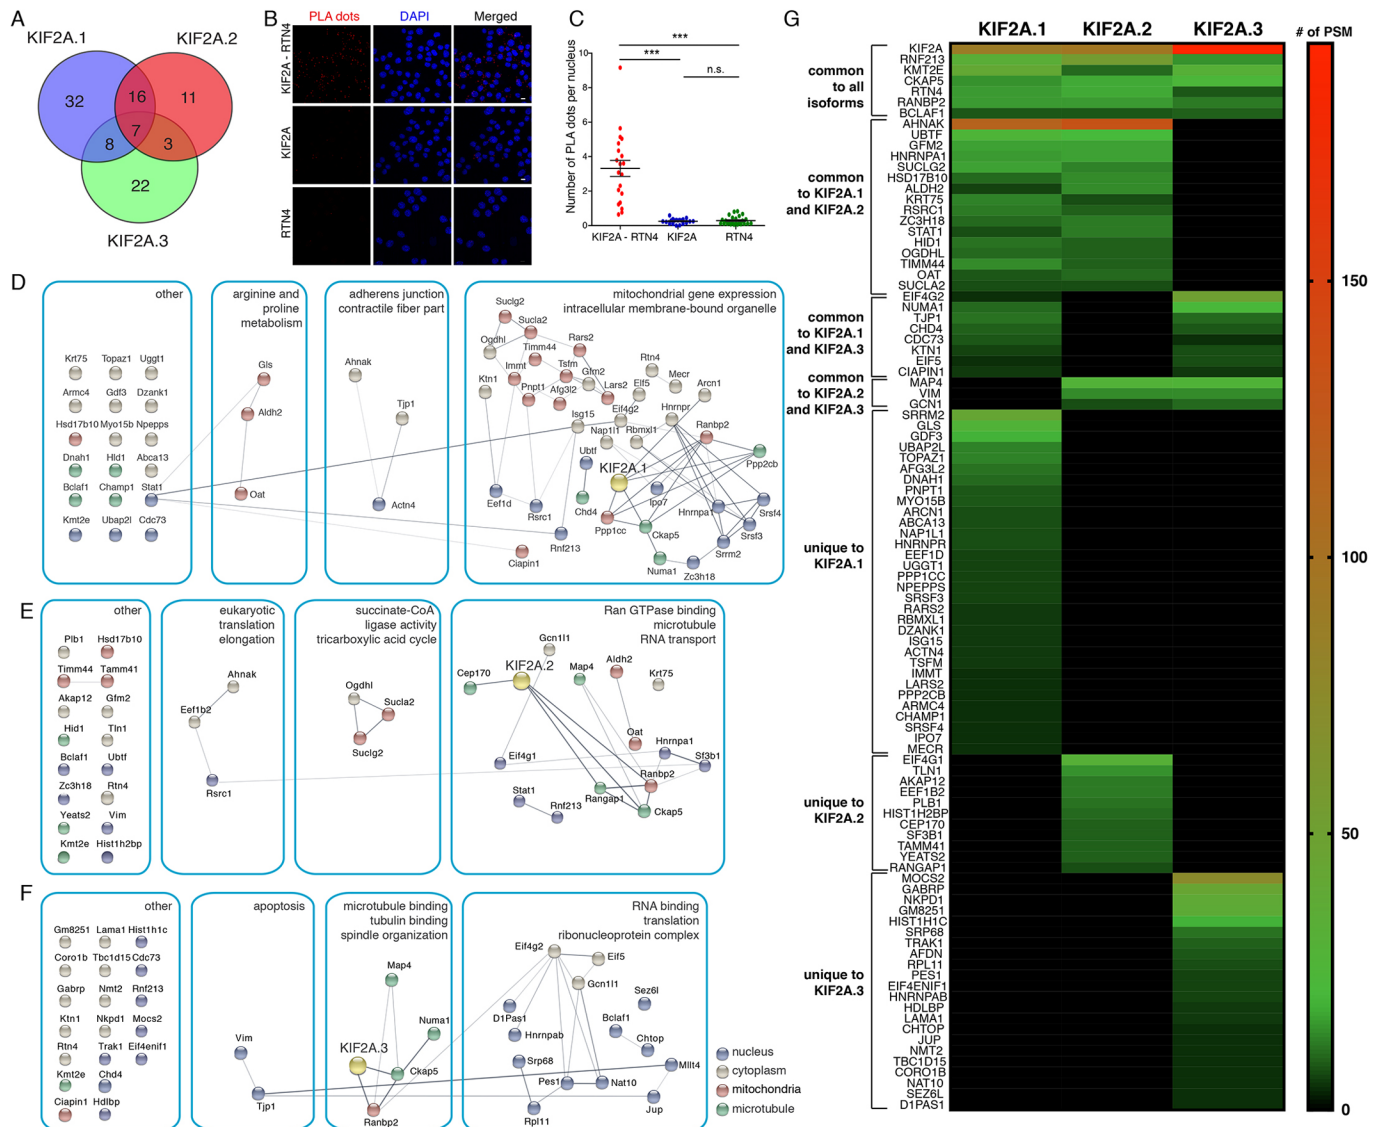 A
KIF2A.1
KIF2A.2
32
16
11
7
8
3
22
KIF2A.3
B
PLA dots
DAPI
Merged
KIF2A - RTN4
KIF2A
RTN4
C
Number of PLA dots per nucleus
10
8
6
4
2
0
***
***
n.s.
KIF2A - RTN4
KIF2A
RTN4
D
other
Krt75
Topaz1
Uggt1
Armc4
Gdf3
Dzank1
Hsd17b10
Myo15b
Npepps
Dnah1
Hld1
Abca13
Bclaf1
Champ1
Stat1
Kmt2e
Ubap2l
Cdc73
arginine and
proline
metabolism
Gls
Aldh2
Oat
adherens junction
contractile fiber part
Ahnak
Tjp1
Actn4
mitochondrial gene expression
intracellular membrane-bound organelle
Suclg2
Sucla2
Ogdhl
Timm44
Rars2
Immt
Tsfm
Gfm2
Rtn4
Mecr
Ktn1
Pnpt1
Afg3l2
Lars2
Elf5
Arcn1
Isg15
Eif4g2
Hnrnpr
Nap1l1
Rbmxl1
Ranbp2
Ubtf
Ppp2cb
KIF2A.1
Eef1d
Rsrc1
Chd4
Ipo7
Hnrnpa1
Srsf4
Ppp1cc
Ckap5
Srsf3
Rnf213
Srrm2
Ciapin1
Numa1
Zc3h18
E
other
Plb1
Hsd17b10
Timm44
Tamm41
Akap12
Gfm2
Hid1
Tln1
Bclaf1
Ubtf
Zc3h18
Rtn4
Yeats2
Vim
Kmt2e
Hist1h2bp
eukaryotic
translation
elongation
Ahnak
Eef1b2
Rsrc1
succinate-CoA
ligase activity
tricarboxylic acid cycle
Ogdhl
Sucla2
Suclg2
Ran GTPase binding
microtubule
RNA transport
Gcn1l1
KIF2A.2
Cep170
Map4
Aldh2
Krt75
Oat
Hnrnpa1
Eif4g1
Sf3b1
Ranbp2
Stat1
Rnf213
Rangap1
Ckap5
F
other
Gm8251
Lama1
Hist1h1c
Coro1b
Tbc1d15
Cdc73
Gabrp
Nmt2
Rnf213
Ktn1
Nkpd1
Mocs2
Rtn4
Trak1
Eif4enif1
Kmt2e
Chd4
Ciapin1
Hdlbp
apoptosis
Vim
Tjp1
microtubule binding
tubulin binding
spindle organization
Map4
Numa1
KIF2A.3
Ckap5
Ranbp2
RNA binding
translation
ribonucleoprotein complex
Eif4g2
Eif5
Gcn1l1
Sez6l
D1Pas1
Bclaf1
Hnrnpab
Chtop
Srp68
Mllt4
Pes1
Nat10
Jup
Rpl11
nucleus
cytoplasm
mitochondria
microtubule
G
KIF2A.1
KIF2A.2
KIF2A.3
# of PSM
common
to all
isoforms
KIF2A
RNF213
KMT2E
CKAP5
RTN4
RANBP2
BCLAF1
common
to KIF2A.1
and KIF2A.2
AHNAK
UBTF
GFM2
HNRNPA1
SUCLG2
HSD17B10
ALDH2
KRT75
RSRC1
ZC3H18
STAT1
HID1
OGDHL
TIMM44
OAT
SUCLA2
common
to KIF2A.1
and KIF2A.3
EIF4G2
NUMA1
TJP1
CHD4
CDC73
KTN1
EIF5
CIAPIN1
common
to KIF2A.2
and KIF2A.3
MAP4
VIM
GCN1
unique to
KIF2A.1
SRRM2
GLS
GDF3
UBAP2L
TOPAZ1
AFG3L2
DNAH1
PNPT1
MYO15B
ARCN1
ABCA13
NAP1L1
HNRNPR
EEF1D
UGGT1
PPP1CC
NPEPPS
SRSF3
RARS2
RBMXL1
DZANK1
ISG15
ACTN4
TSFM
IMMT
LARS2
PPP2CB
ARMC4
CHAMP1
SRSF4
IPO7
MECR
unique to
KIF2A.2
EIF4G1
TLN1
AKAP12
EEF1B2
PLB1
HIST1H2BP
CEP170
SF3B1
TAMM41
YEATS2
RANGAP1
unique to
KIF2A.3
MOCS2
GABRP
NKPD1
GM8251
HIST1H1C
SRP68
TRAK1
AFDN
RPL11
PES1
EIF4ENIF1
HNRNPAB
HDLBP
LAMA1
CHTOP
JUP
NMT2
TBC1D15
CORO1B
NAT10
SEZ6L
D1PAS1
150
100
50
0